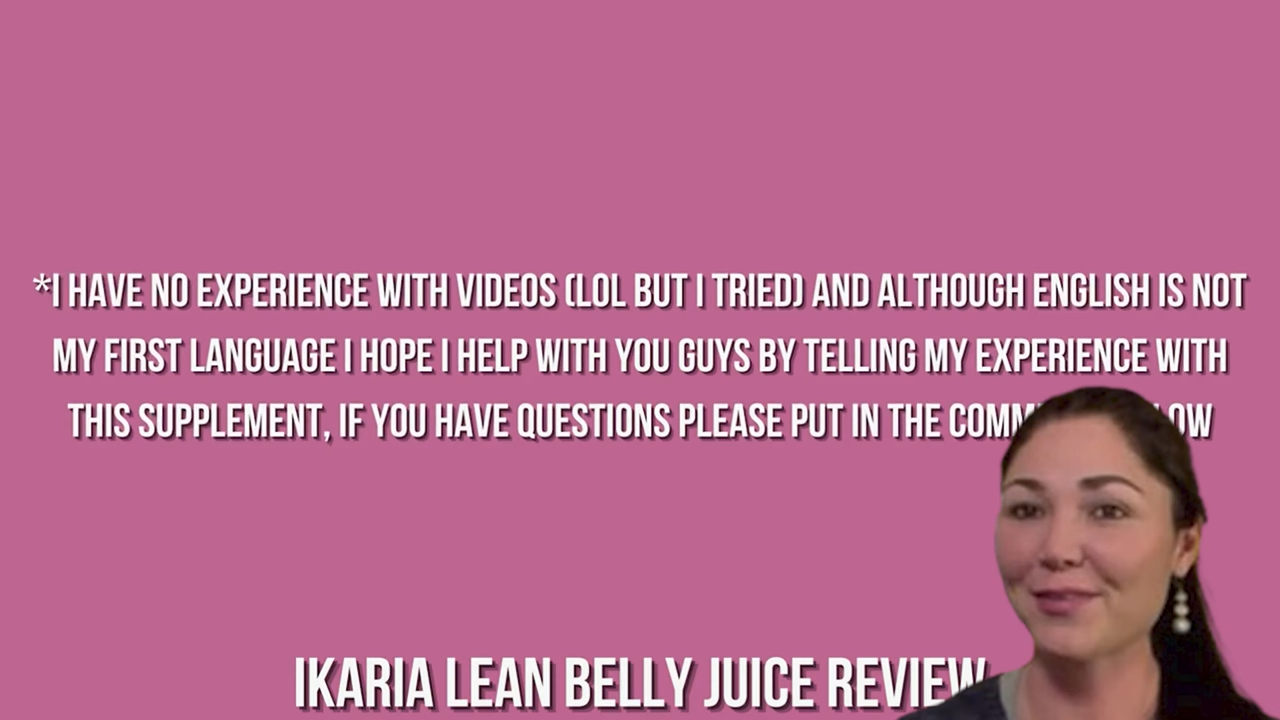 *I HAVE NO EXPERIENCE WITH VIDEOS (LOL BUT I TRIED) AND ALTHOUGH ENGLISH IS NOT
MY FIRST LANGUAGE I HOPE I HELP WITH YOU GUYS BY TELLING MY EXPERIENCE WITH
THIS SUPPLEMENT, IF YOU HAVE QUESTIONS PLEASE PUT IN THE
IKARIA LEAN BELLY JUICE REVIEW